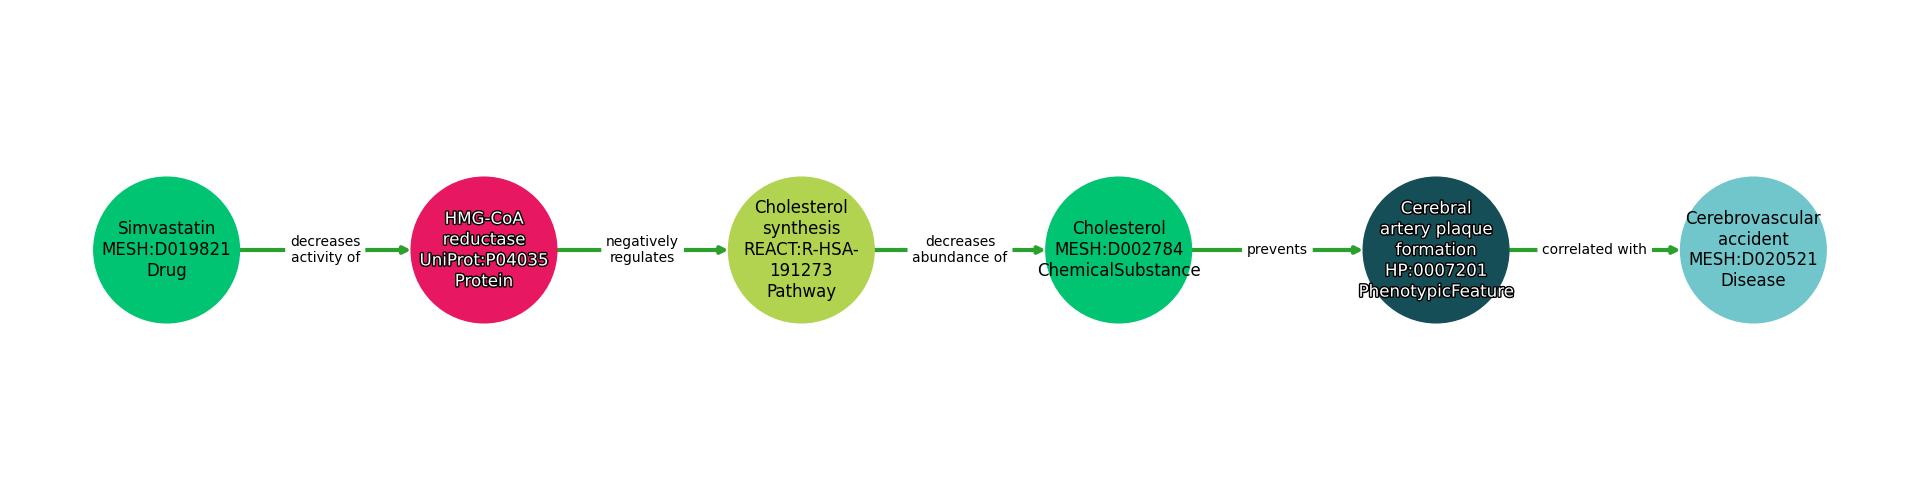 Simvastatin
MESH:D019821
Drug
decreases
activity of
HMG-CoA
reductase
UniProt:P04035
Protein
negatively
regulates
Cholesterol
synthesis
REACT:R-HSA-
191273
Pathway
decreases
abundance of
Cholesterol
MESH:D002784
ChemicalSubstance
prevents
Cerebral
artery plaque
formation
HP:0007201
PhenotypicFeature
correlated with
Cerebrovascular
accident
MESH:D020521
Disease